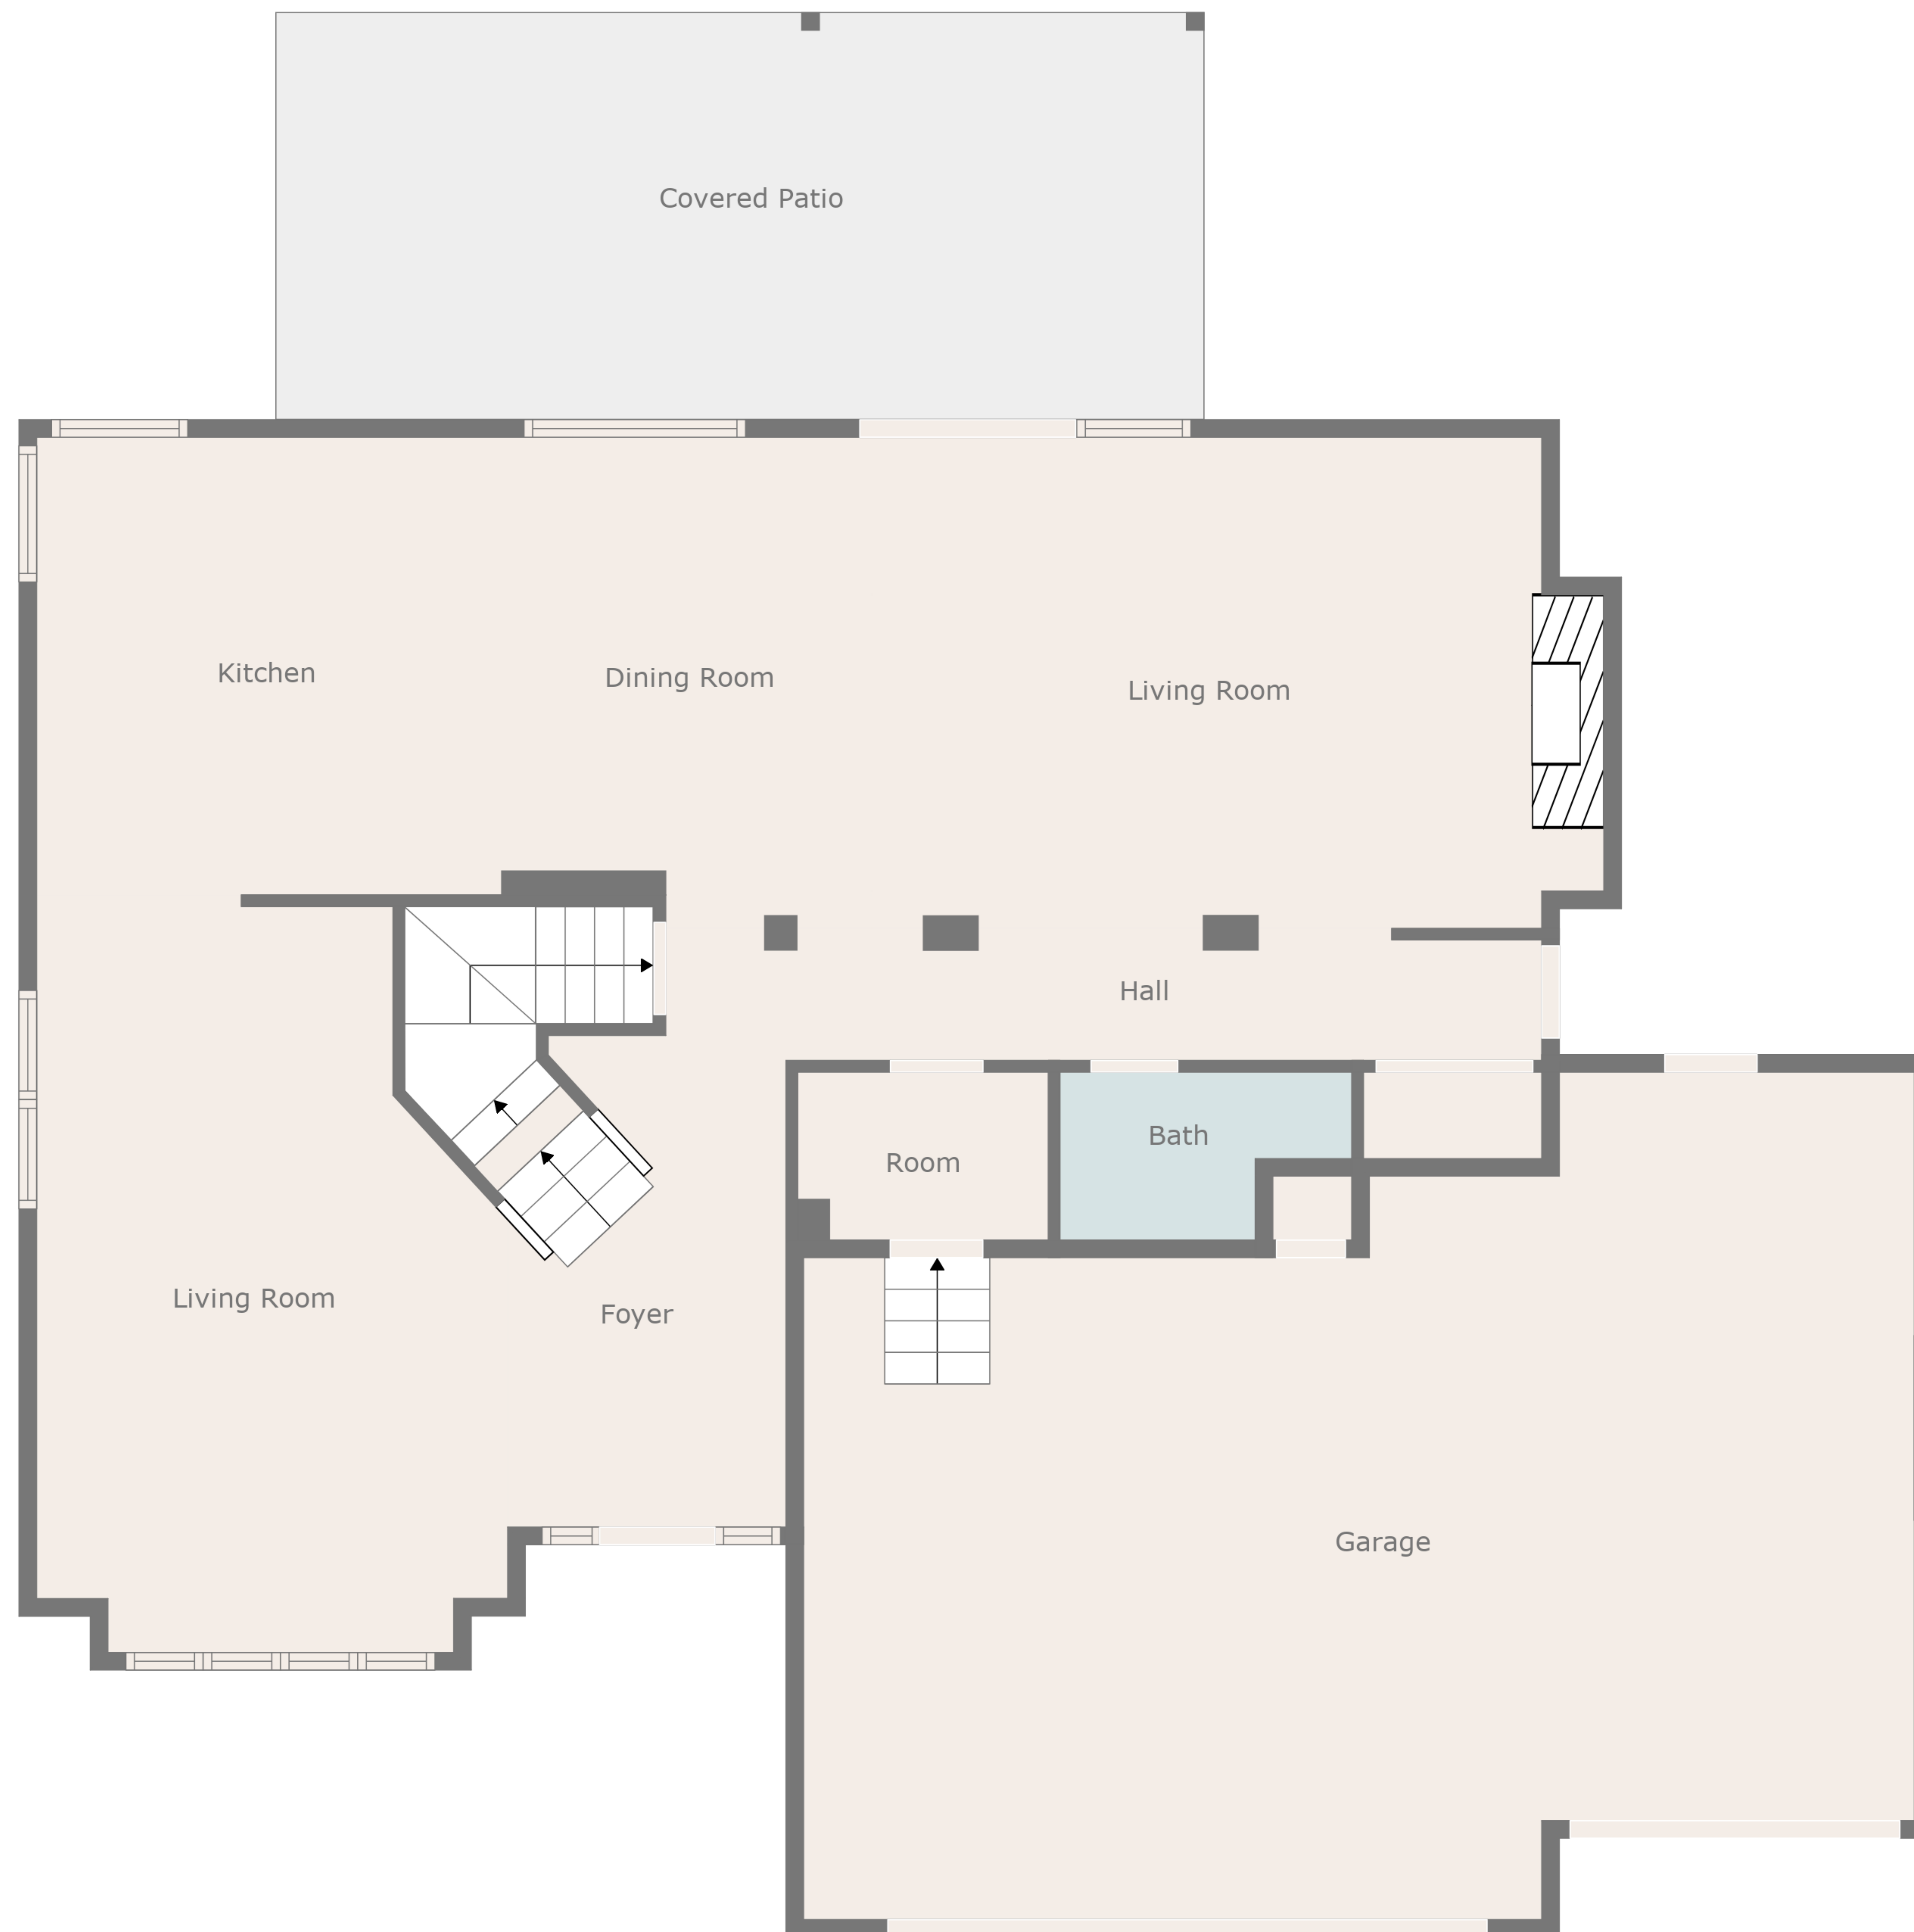 Covered Patio
Kitchen
Dining Room
Living Room
Hall
Bath
Room
Living Room
Foyer
Garage